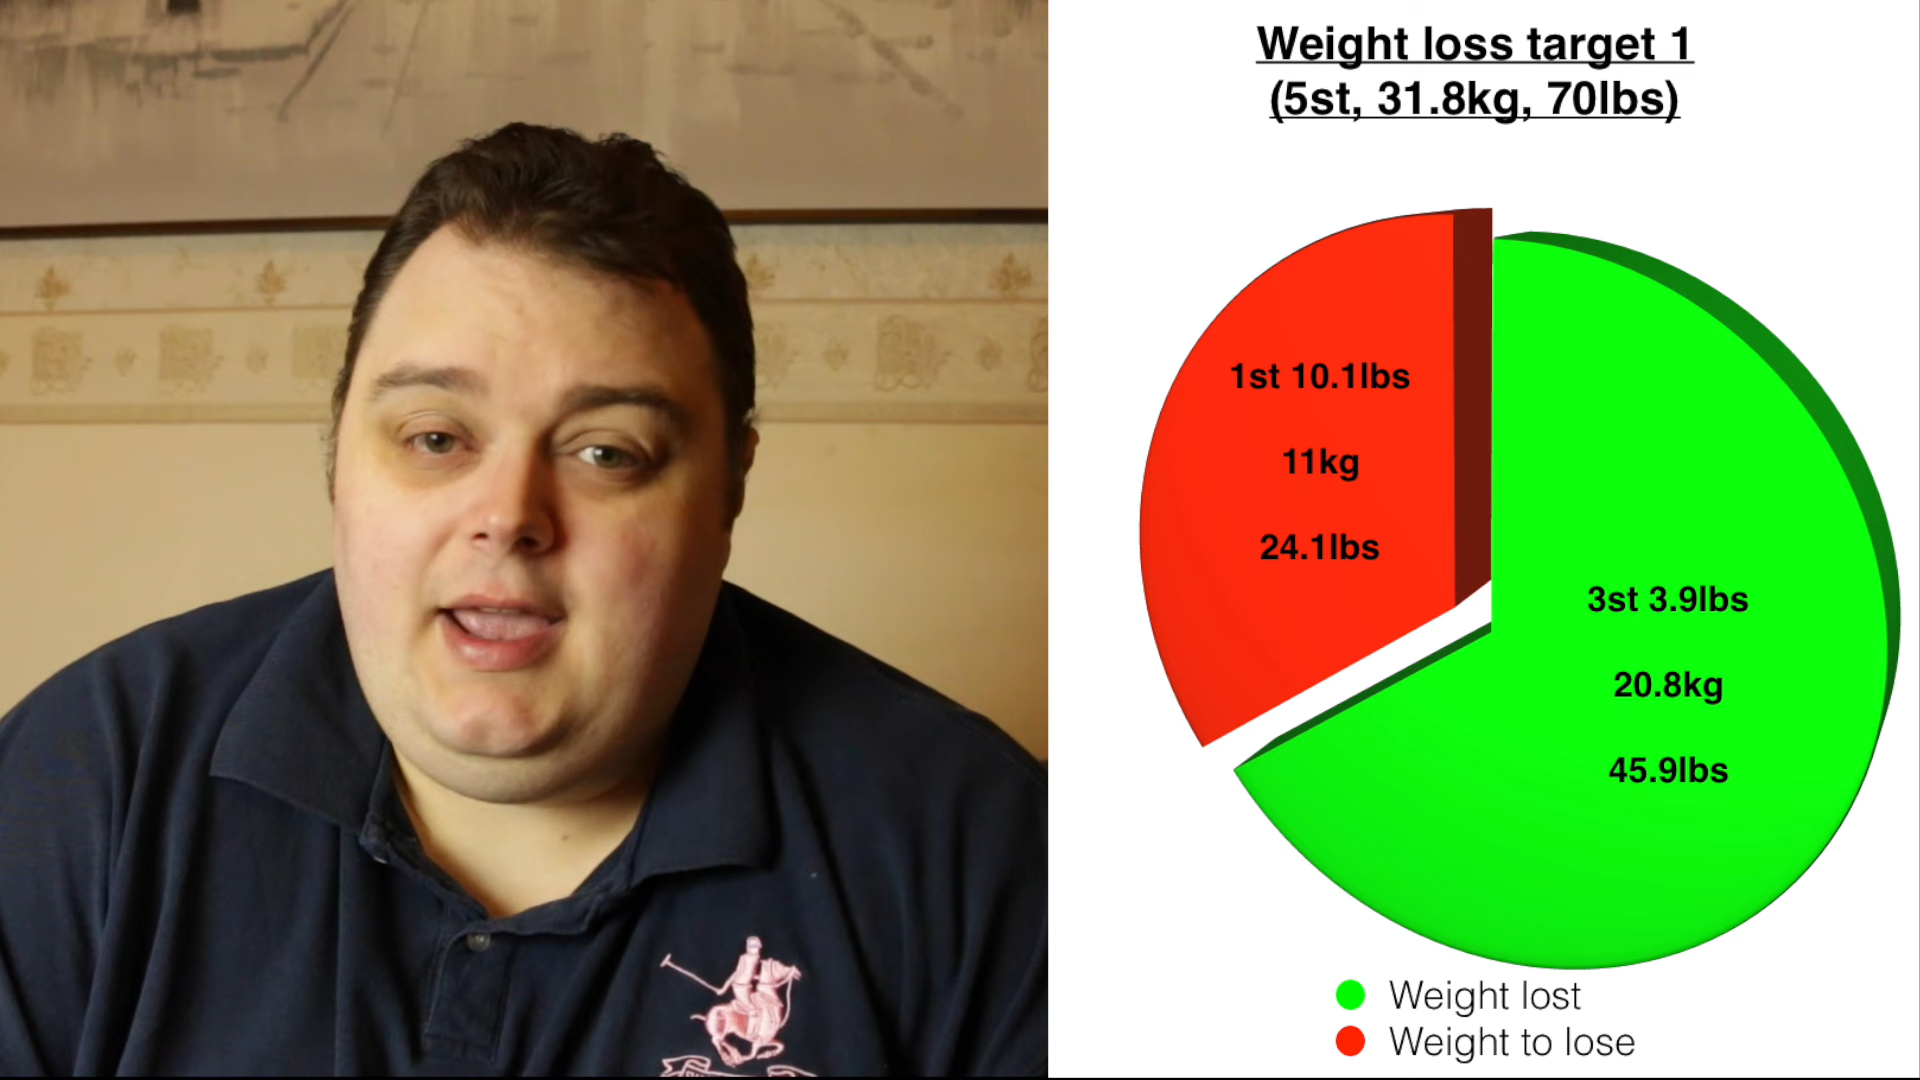 Weight loss target 1
(5st, 31.8kg, 70lbs)
1st 10.1lbs
11kg
24.1lbs
3st 3.9lbs
20.8kg
45.9lbs
Weight lost
Weight to lose